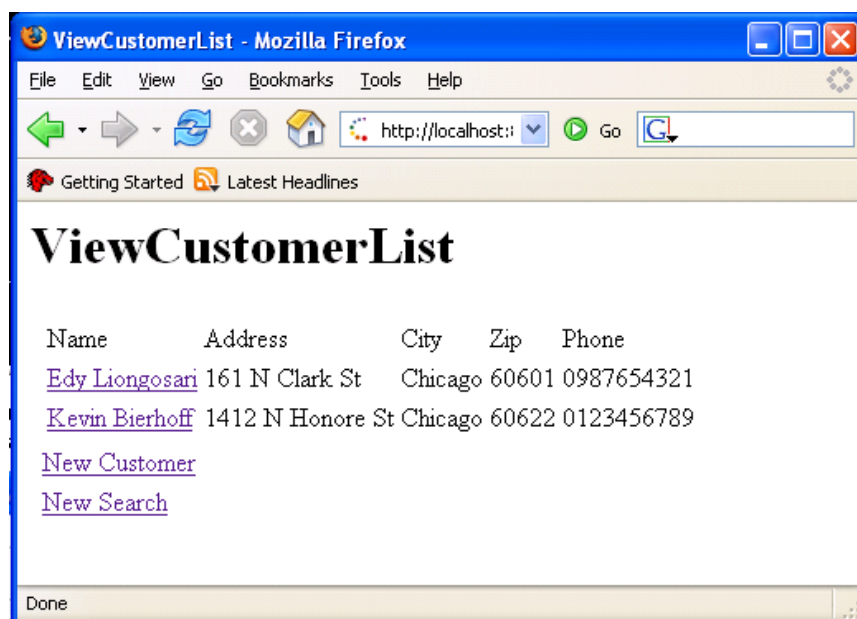 ViewCustomerList - Mozilla Firefox
File Edit View Go Bookmarks Tools Help
http://localhost: Go G
Getting Started Latest Headlines
ViewCustomerList
Name Address City Zip Phone
Edy Liongosari 161 N Clark St Chicago 60601 0987654321
Kevin Bierhoff 1412 N Honore St Chicago 60622 0123456789
New Customer
New Search
Done